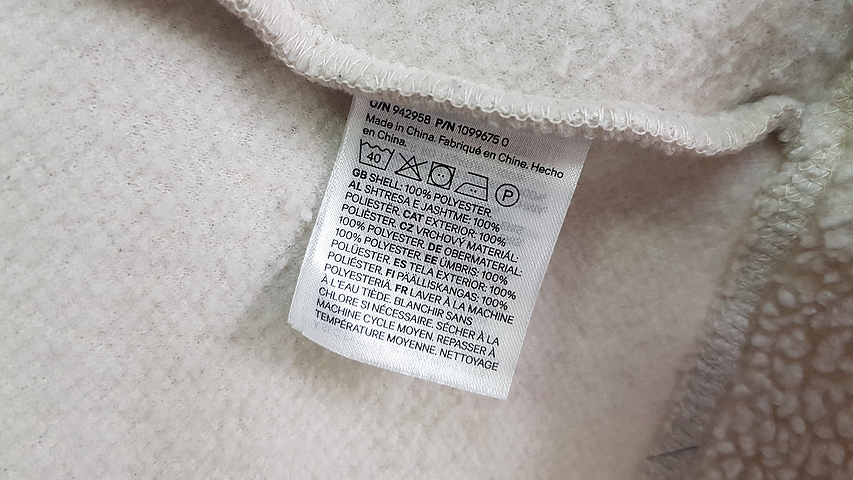 O/N 942958 P/N 1099675 0
Made in China. Fabriqué en Chine. Hecho
en China.
40 P
GB SHELL: 100% POLYESTER.
AL SHTRESA E JASHTME: 100%
POLIESTËR. CAT EXTERIOR: 100%
POLIÈSTER. CZ VRCHOVÝ MATERIÁL:
100% POLYESTER. DE OBERMATERIAL:
100% POLYESTER. EE ÜMBRIS: 100%
POLÜESTER. ES TELA EXTERIOR: 100%
POLIÉSTER. FI PÄÄLLISKANGAS: 100%
POLYESTERIÄ. FR LAVER À LA MACHINE
À L'EAU TIÈDE. BLANCHIR SANS
CHLORE SI NÉCESSAIRE. SÉCHER À LA
MACHINE CYCLE MOYEN. REPASSER À
TEMPÉRATURE MOYENNE. NETTOYAGE